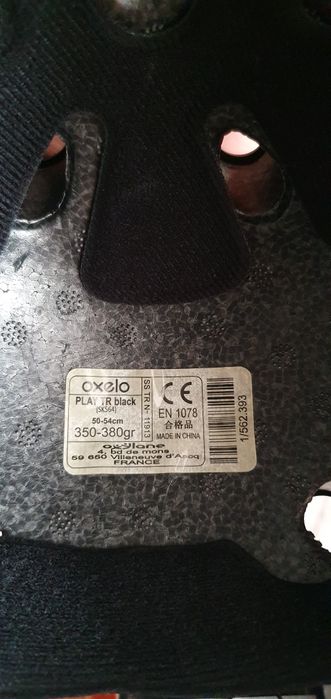 oxelo
PLAY TR black
(SK564)
50-54cm
350-380gr
SS TR N- 11913
CE
EN 1078
合格品
MADE IN CHINA
1/562.393
oxylane
4, bd de mons
59 650 Villeneuve d'Ascq
FRANCE